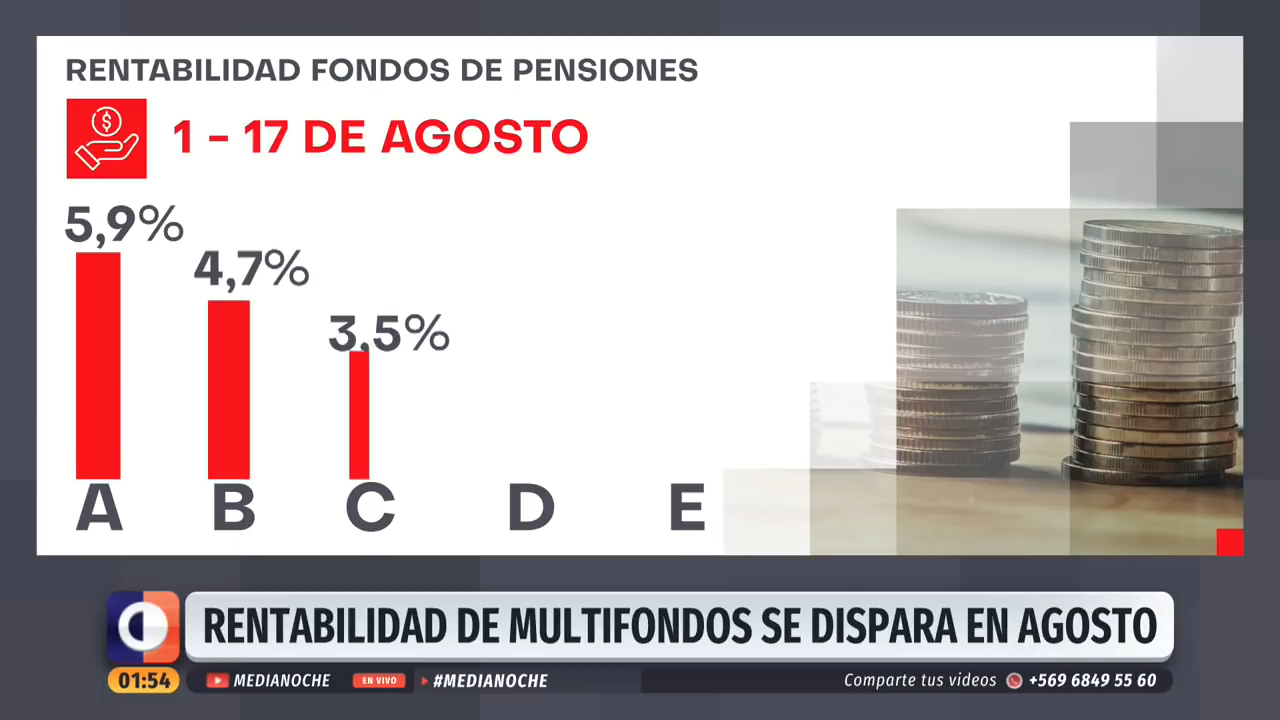 RENTABILIDAD FONDOS DE PENSIONES
$
1 - 17 DE AGOSTO
5,9%
4,7%
3,5%
A B C D E
RENTABILIDAD DE MULTIFONDOS SE DISPARA EN AGOSTO
01:54 MEDIANOCHE EN VIVO #MEDIANOCHE Comparte tus videos +569 6849 55 60